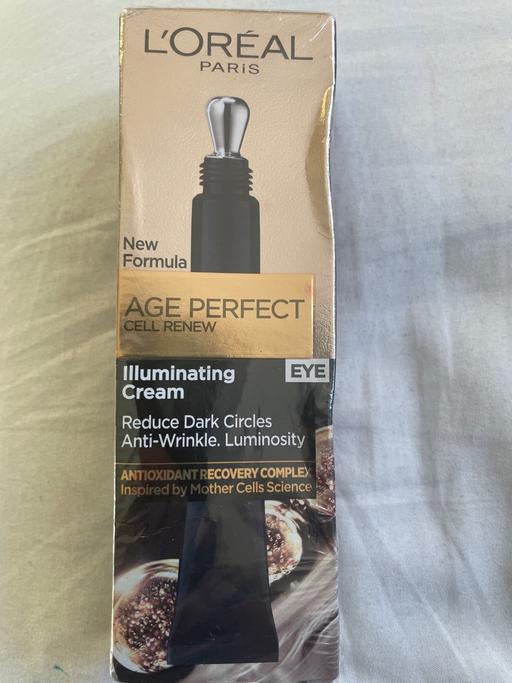 L'ORÉAL
PARiS
New
Formula
AGE PERFECT
CELL RENEW
Illuminating
Cream
EYE
Reduce Dark Circles
Anti-Wrinkle. Luminosity
ANTIOXIDANT RECOVERY COMPLEX
Inspired by Mother Cells Science